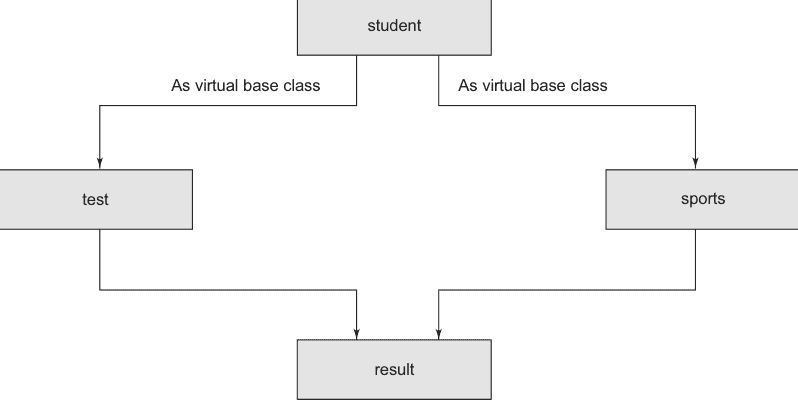 student
As virtual base class
As virtual base class
test
sports
result